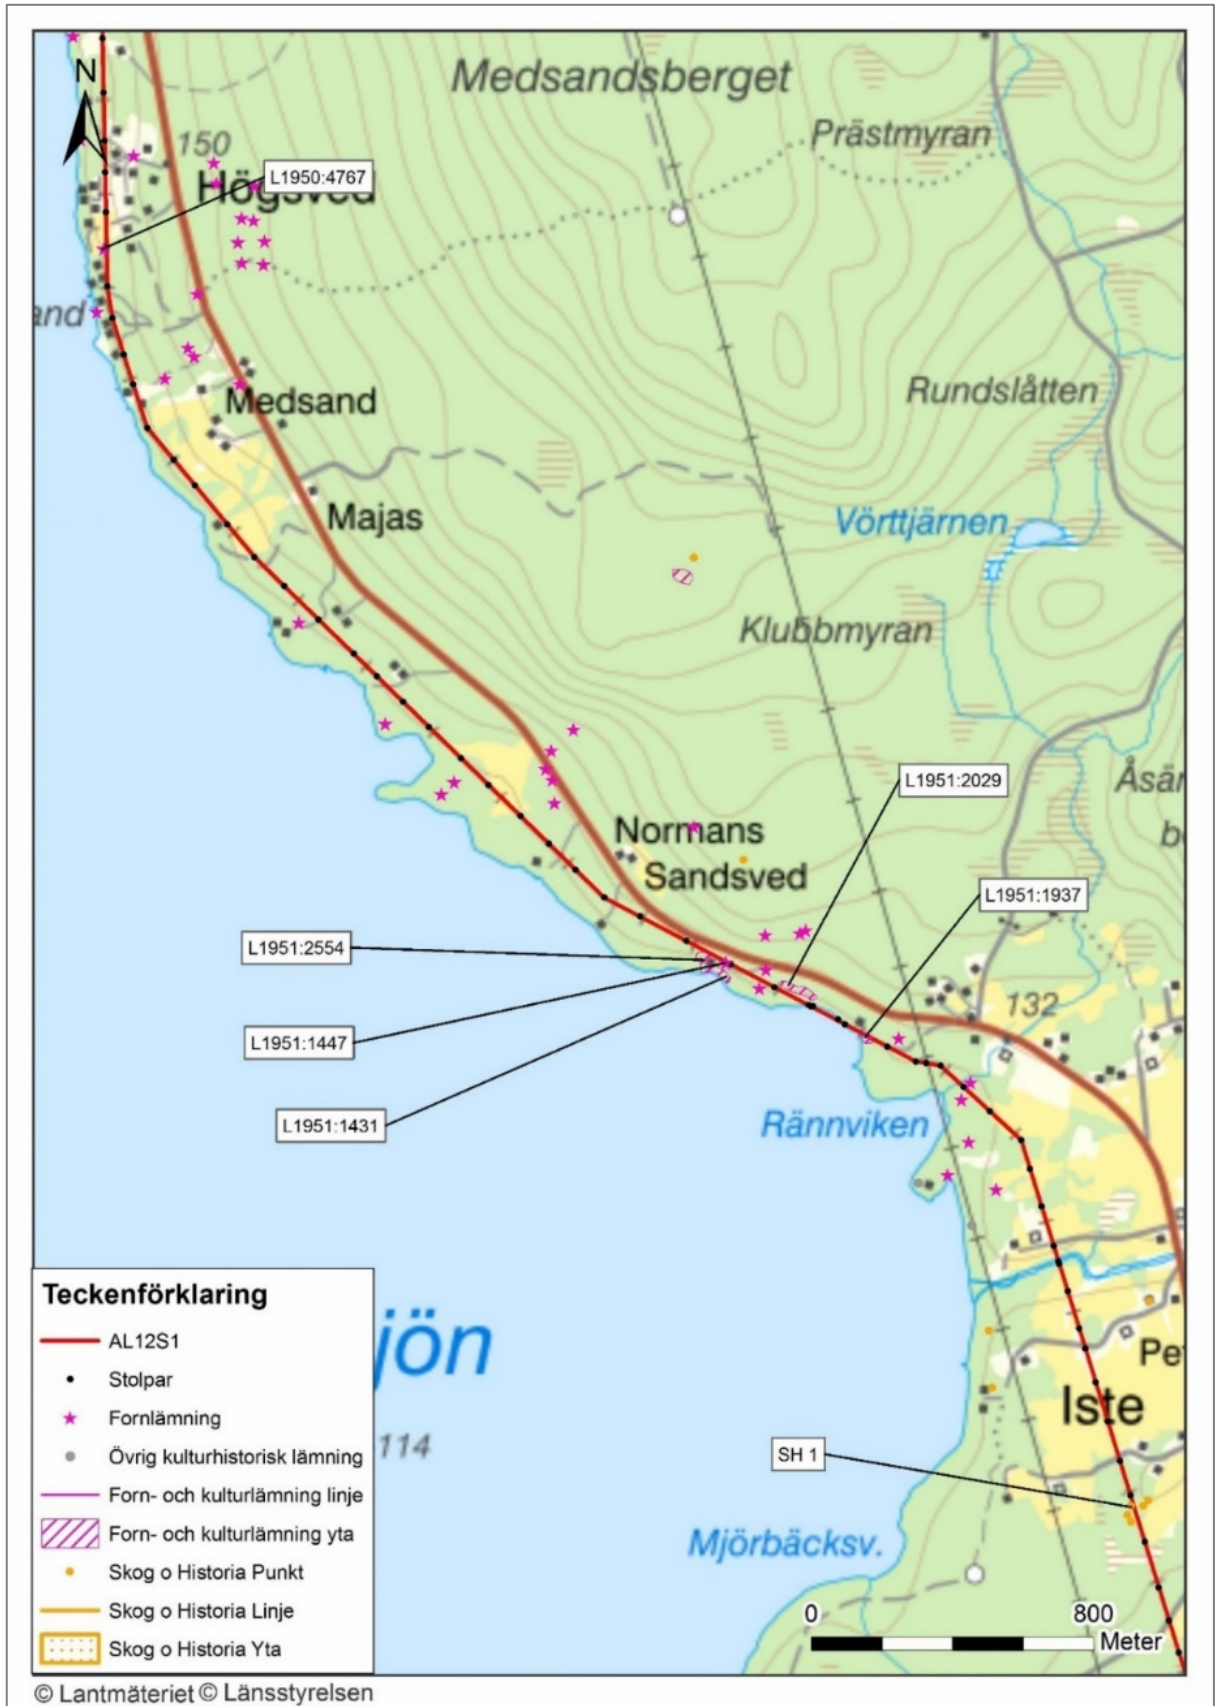 Medsandsberget
N
150
Prästmyran
Högsved
L1950:4767
and
Rundslåtten
Medsand
Majas
Vörttjärnen
Klubbmyran
L1951:2029
Normans
Sandsved
L1951:1937
L1951:2554
132
L1951:1447
L1951:1431
Rännviken
Teckenförklaring
AL12S1
Stolpar
Fornlämning
Övrig kulturhistorisk lämning
Forn- och kulturlämning linje
Forn- och kulturlämning yta
Skog o Historia Punkt
Skog o Historia Linje
Skog o Historia Yta
jön
114
Pe
Iste
SH 1
Mjörbäcksv.
0 800
Meter
© Lantmäteriet © Länsstyrelsen